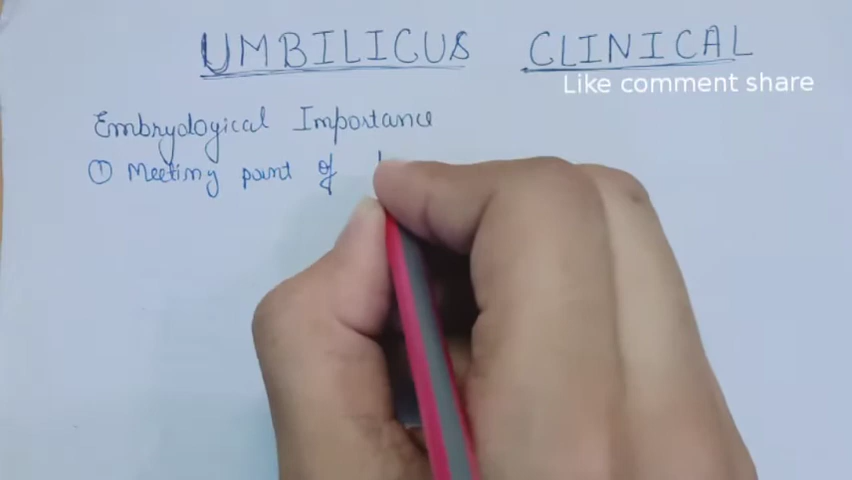 UMBILICUS CLINICAL
Like comment share
Embryological Importance
① Meeting point of